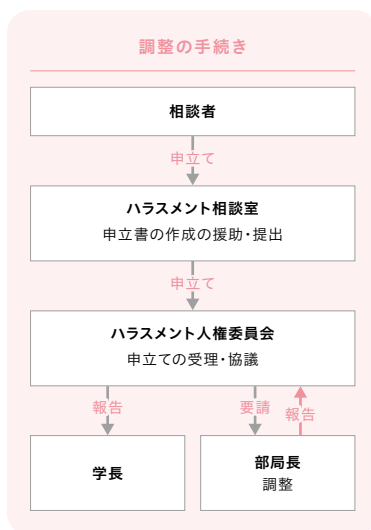 調整の手続き
相談者
申立て
ハラスメント相談室
申立書の作成の援助・提出
申立て
ハラスメント人権委員会
申立ての受理・協議
報告
要請
報告
学長
部局長
調整